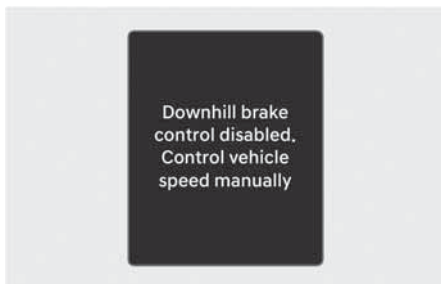 Downhill brake
control disabled.
Control vehicle
speed manually